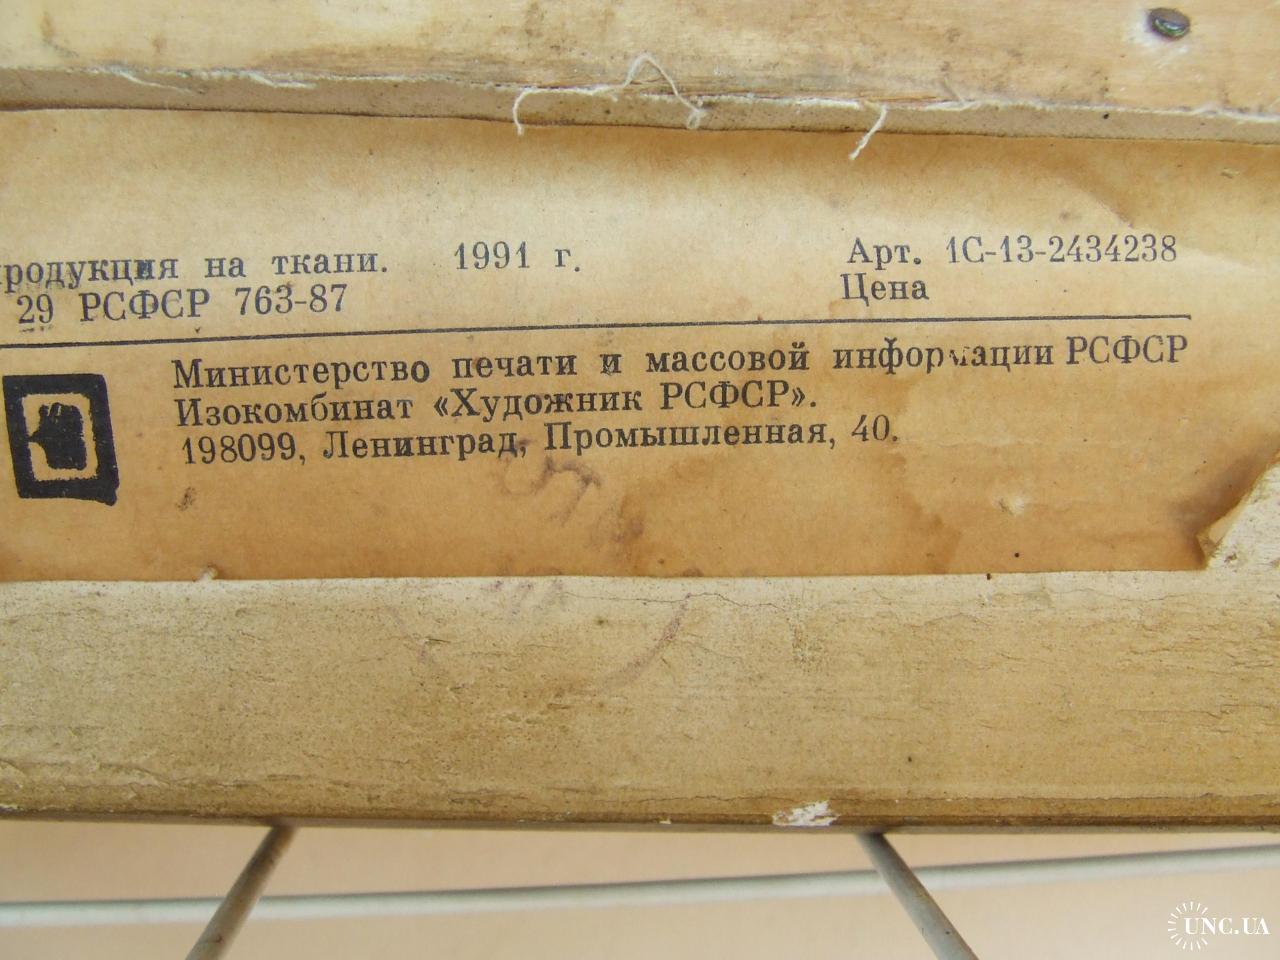 продукция на ткани. 1991 г. Арт. 1С-13-2434238
29 РСФСР 763-87 Цена
Министерство печати и массовой информации РСФСР
Изокомбинат «Художник РСФСР».
198099, Ленинград, Промышленная, 40.
UNC.UA